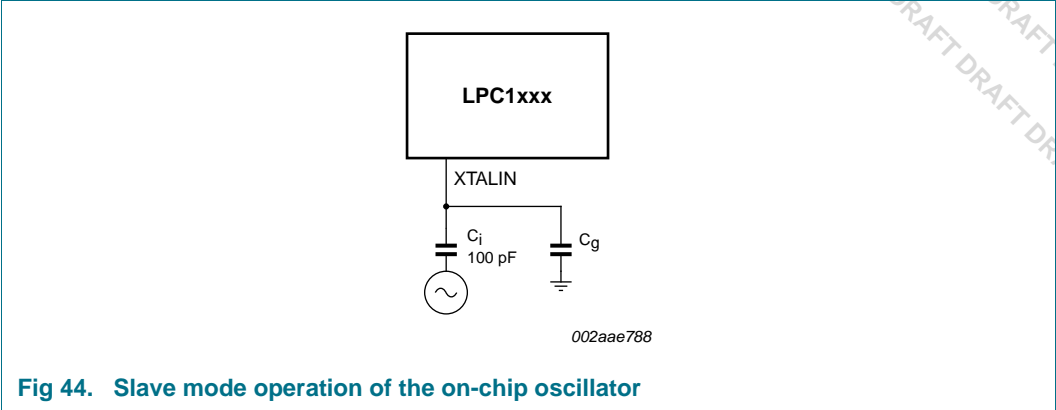 DRAFT DRAFT DR
DRAFT
LPC1xxx
XTALIN
Ci
100 pF
Cg
002aae788
Fig 44. Slave mode operation of the on-chip oscillator